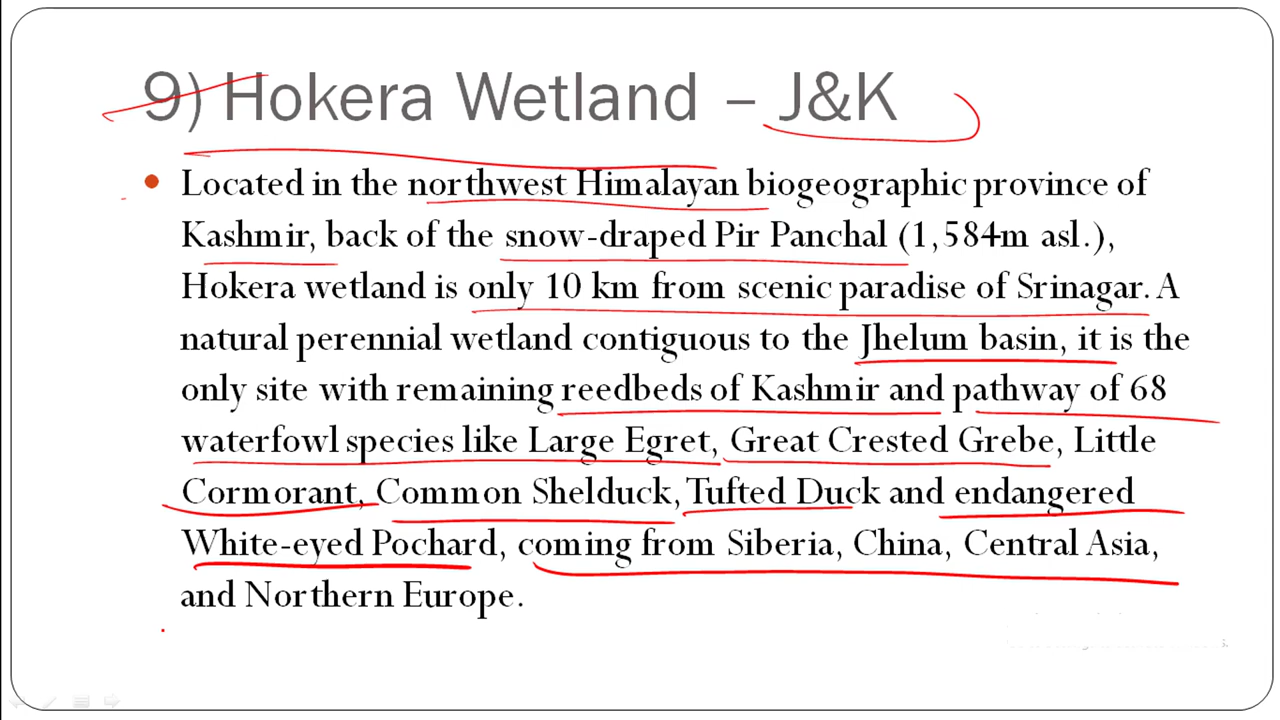 9) Hokera Wetland – J&K
• Located in the northwest Himalayan biogeographic province of
Kashmir, back of the snow-draped Pir Panchal (1,584m asl.),
Hokera wetland is only 10 km from scenic paradise of Srinagar. A
natural perennial wetland contiguous to the Jhelum basin, it is the
only site with remaining reedbeds of Kashmir and pathway of 68
waterfowl species like Large Egret, Great Crested Grebe, Little
Cormorant, Common Shelduck, Tufted Duck and endangered
White-eyed Pochard, coming from Siberia, China, Central Asia,
and Northern Europe.